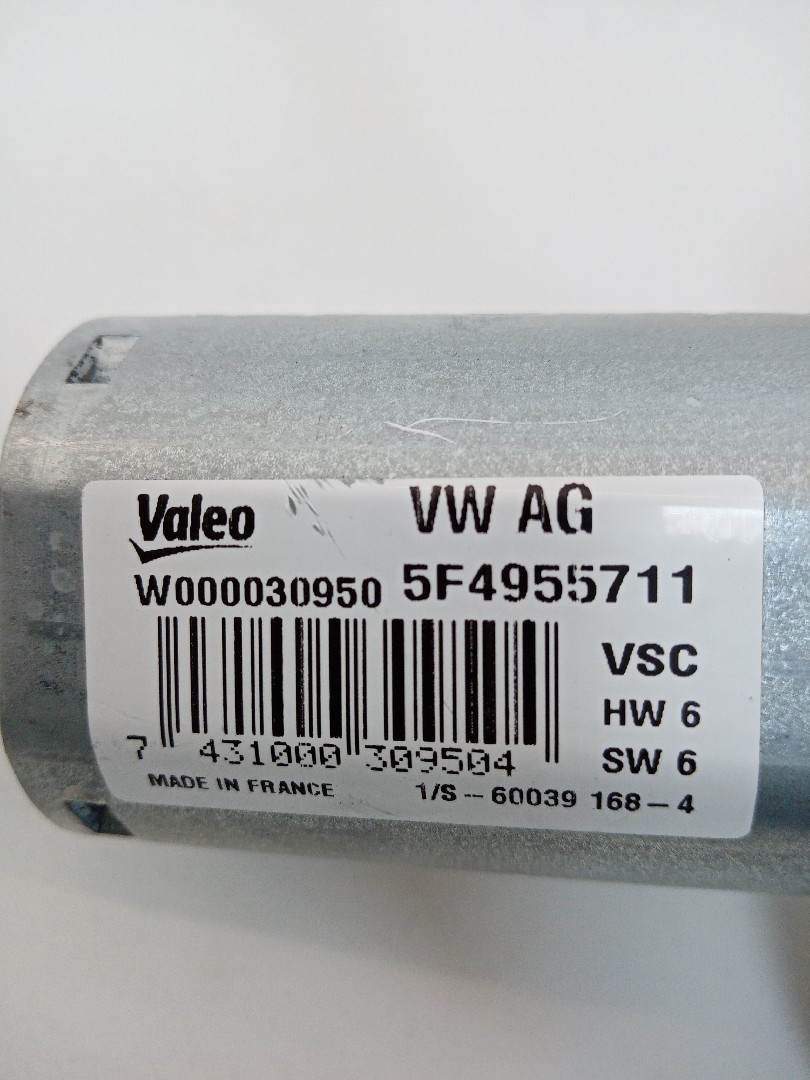 Valeo VW AG
W000030950 5F4955711
VSC
HW 6
7 431000 309504 SW 6
MADE IN FRANCE 1/S -- 60039 168-4